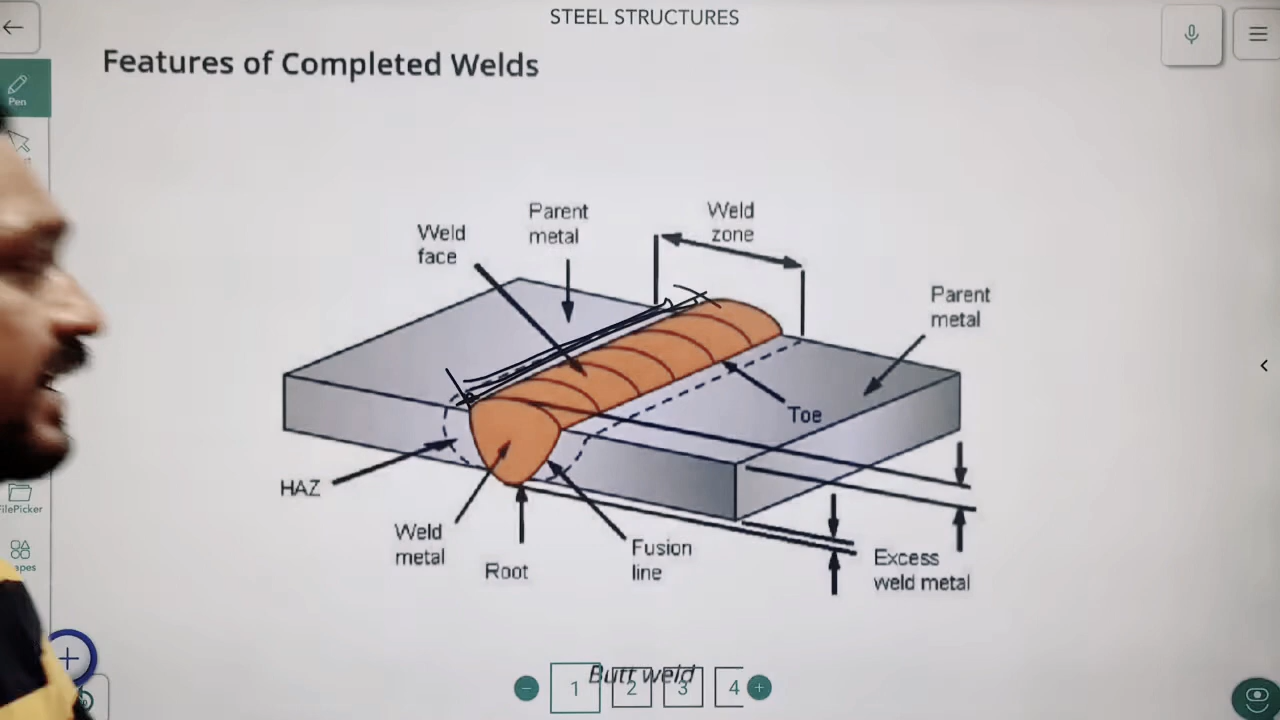 STEEL STRUCTURES
Features of Completed Welds
Pen
Parent
metal
Weld
zone
Weld
face
Parent
metal
Toe
HAZ
Weld
metal
Root
Fusion
line
Excess
weld metal
Butt weld
1
2
3
4